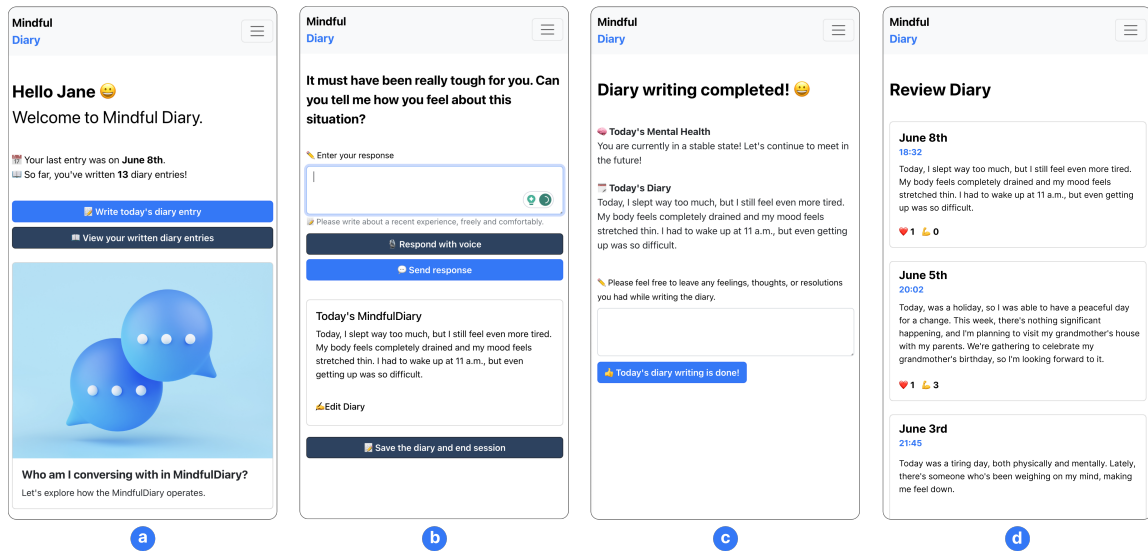 Mindful
Diary
Hello Jane 😀
Welcome to Mindful Diary.
📅 Your last entry was on June 8th.
📖 So far, you've written 13 diary entries!
📝 Write today's diary entry
📖 View your written diary entries
Who am I conversing with in MindfulDiary?
Let's explore how the MindfulDiary operates.
a
Mindful
Diary
It must have been really tough for you. Can
you tell me how you feel about this
situation?
✏️ Enter your response
📝 Please write about a recent experience, freely and comfortably.
🎙️ Respond with voice
💬 Send response
Today's MindfulDiary
Today, I slept way too much, but I still feel even more tired.
My body feels completely drained and my mood feels
stretched thin. I had to wake up at 11 a.m., but even
getting up was so difficult.
✍️Edit Diary
📝 Save the diary and end session
b
Mindful
Diary
Diary writing completed! 😀
🧠 Today's Mental Health
You are currently in a stable state! Let's continue to meet in
the future!
🗓️ Today's Diary
Today, I slept way too much, but I still feel even more tired.
My body feels completely drained and my mood feels
stretched thin. I had to wake up at 11 a.m., but even getting
up was so difficult.
✏️ Please feel free to leave any feelings, thoughts, or resolutions
you had while writing the diary.
👍 Today's diary writing is done!
c
Mindful
Diary
Review Diary
June 8th
18:32
Today, I slept way too much, but I still feel even more tired.
My body feels completely drained and my mood feels
stretched thin. I had to wake up at 11 a.m., but even getting
up was so difficult.
❤️ 1 💪 0
June 5th
20:02
Today, was a holiday, so I was able to have a peaceful day
for a change. This week, there's nothing significant
happening, and I'm planning to visit my grandmother's house
with my parents. We're gathering to celebrate my
grandmother's birthday, so I'm looking forward to it.
❤️ 1 💪 3
June 3rd
21:45
Today was a tiring day, both physically and mentally. Lately,
there's someone who's been weighing on my mind, making
me feel down.
d